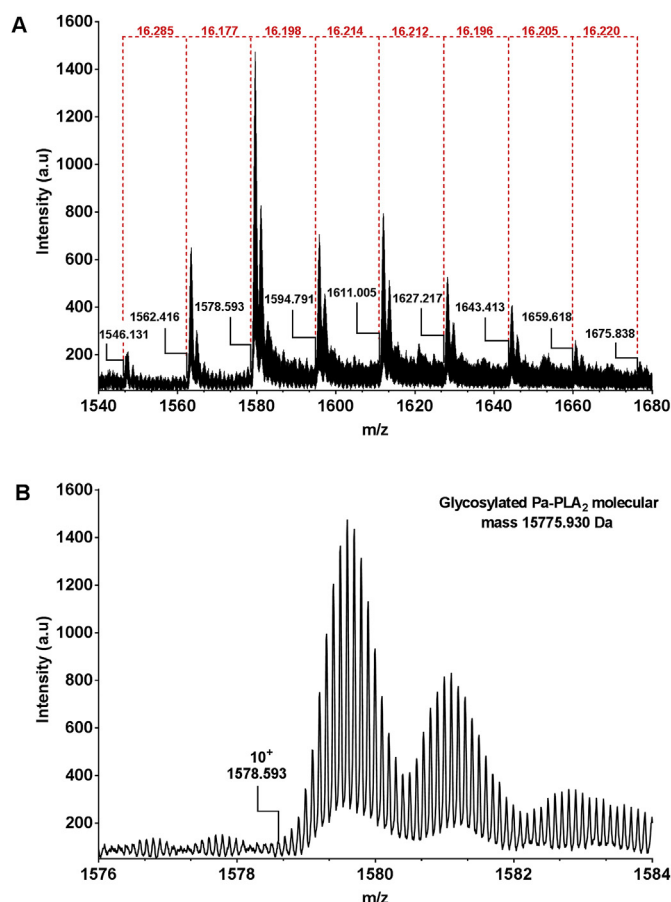 A
16.285 16.177 16.198 16.214 16.212 16.196 16.205 16.220
1600
1400
1200
1000
800
600
400
200
Intensity (a.u)
1546.131
1562.416
1578.593
1594.791
1611.005
1627.217
1643.413
1659.618
1675.838
1540 1560 1580 1600 1620 1640 1660 1680
m/z
B
Glycosylated Pa-PLA2 molecular
mass 15775.930 Da
1600
1400
1200
1000
800
600
400
200
Intensity (a.u)
10+
1578.593
1576 1578 1580 1582 1584
m/z